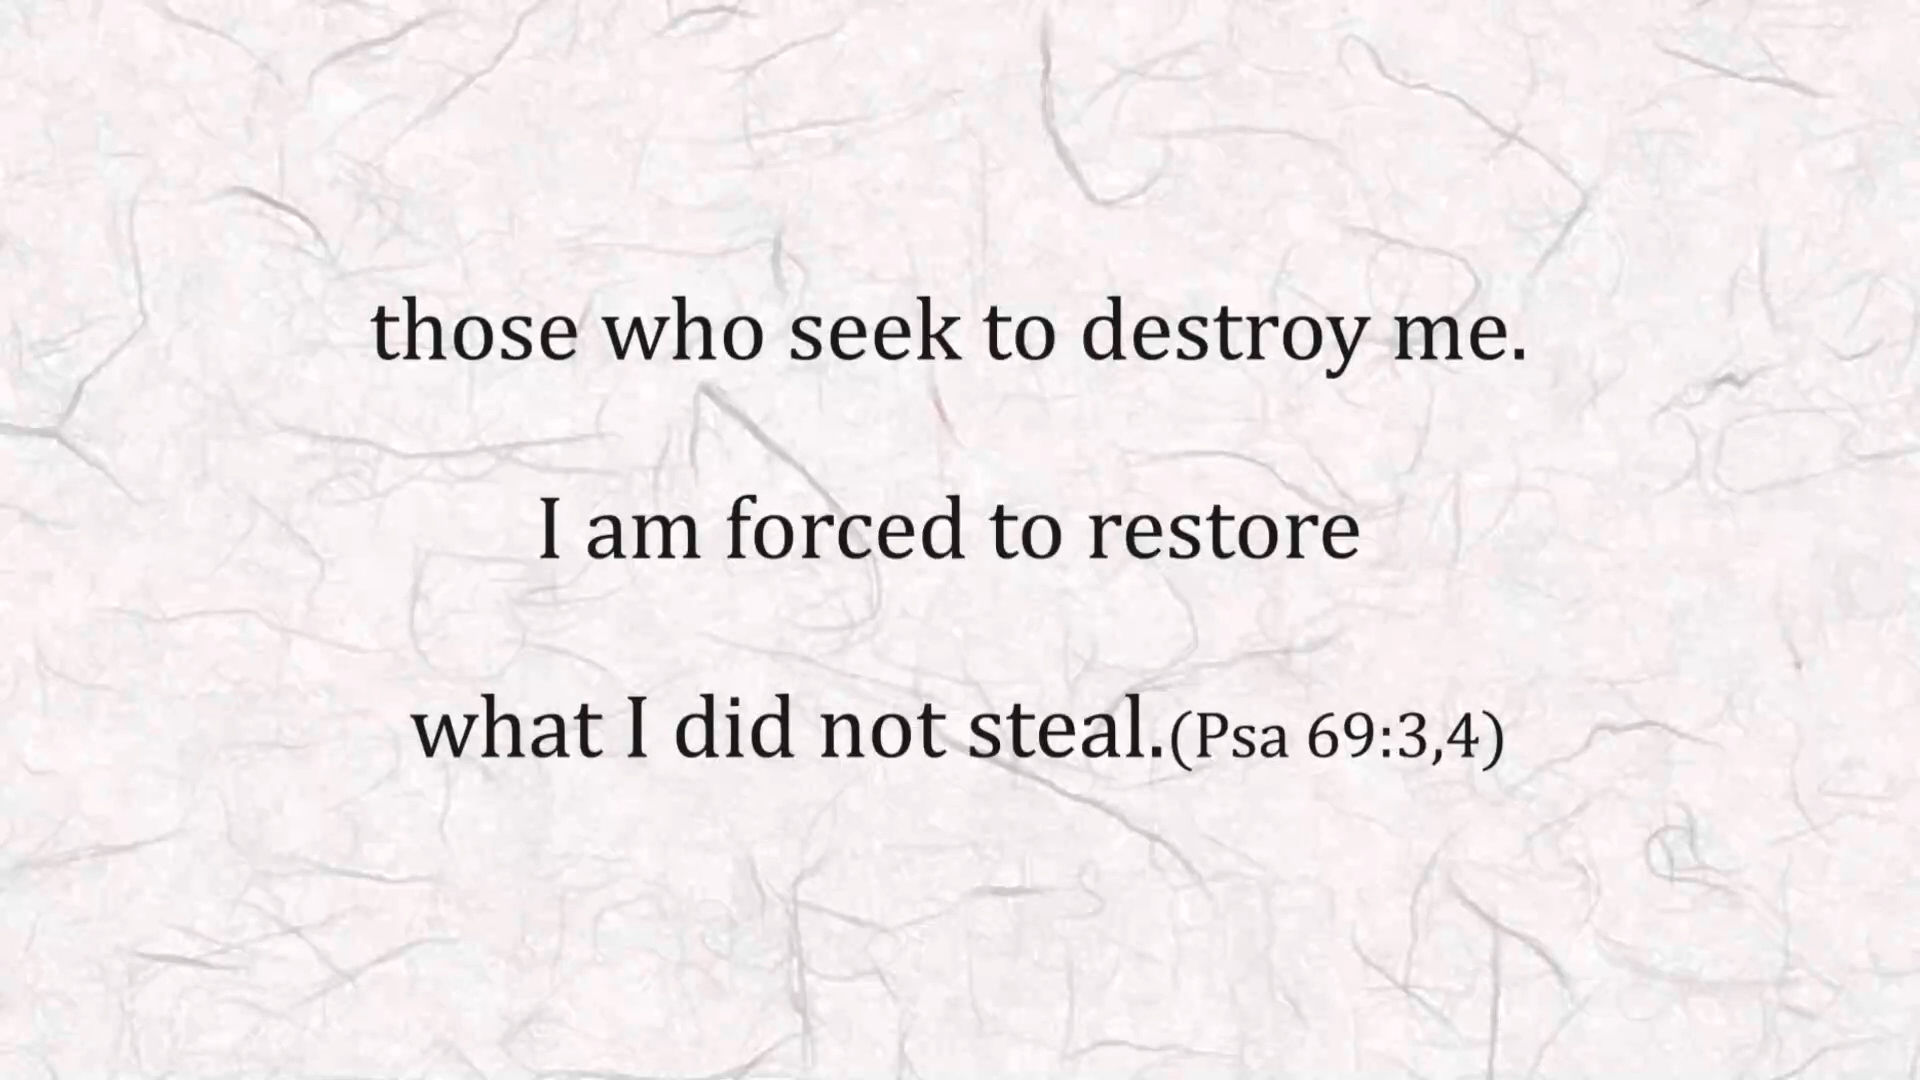 those who seek to destroy me.
I am forced to restore
what I did not steal.(Psa 69:3,4)